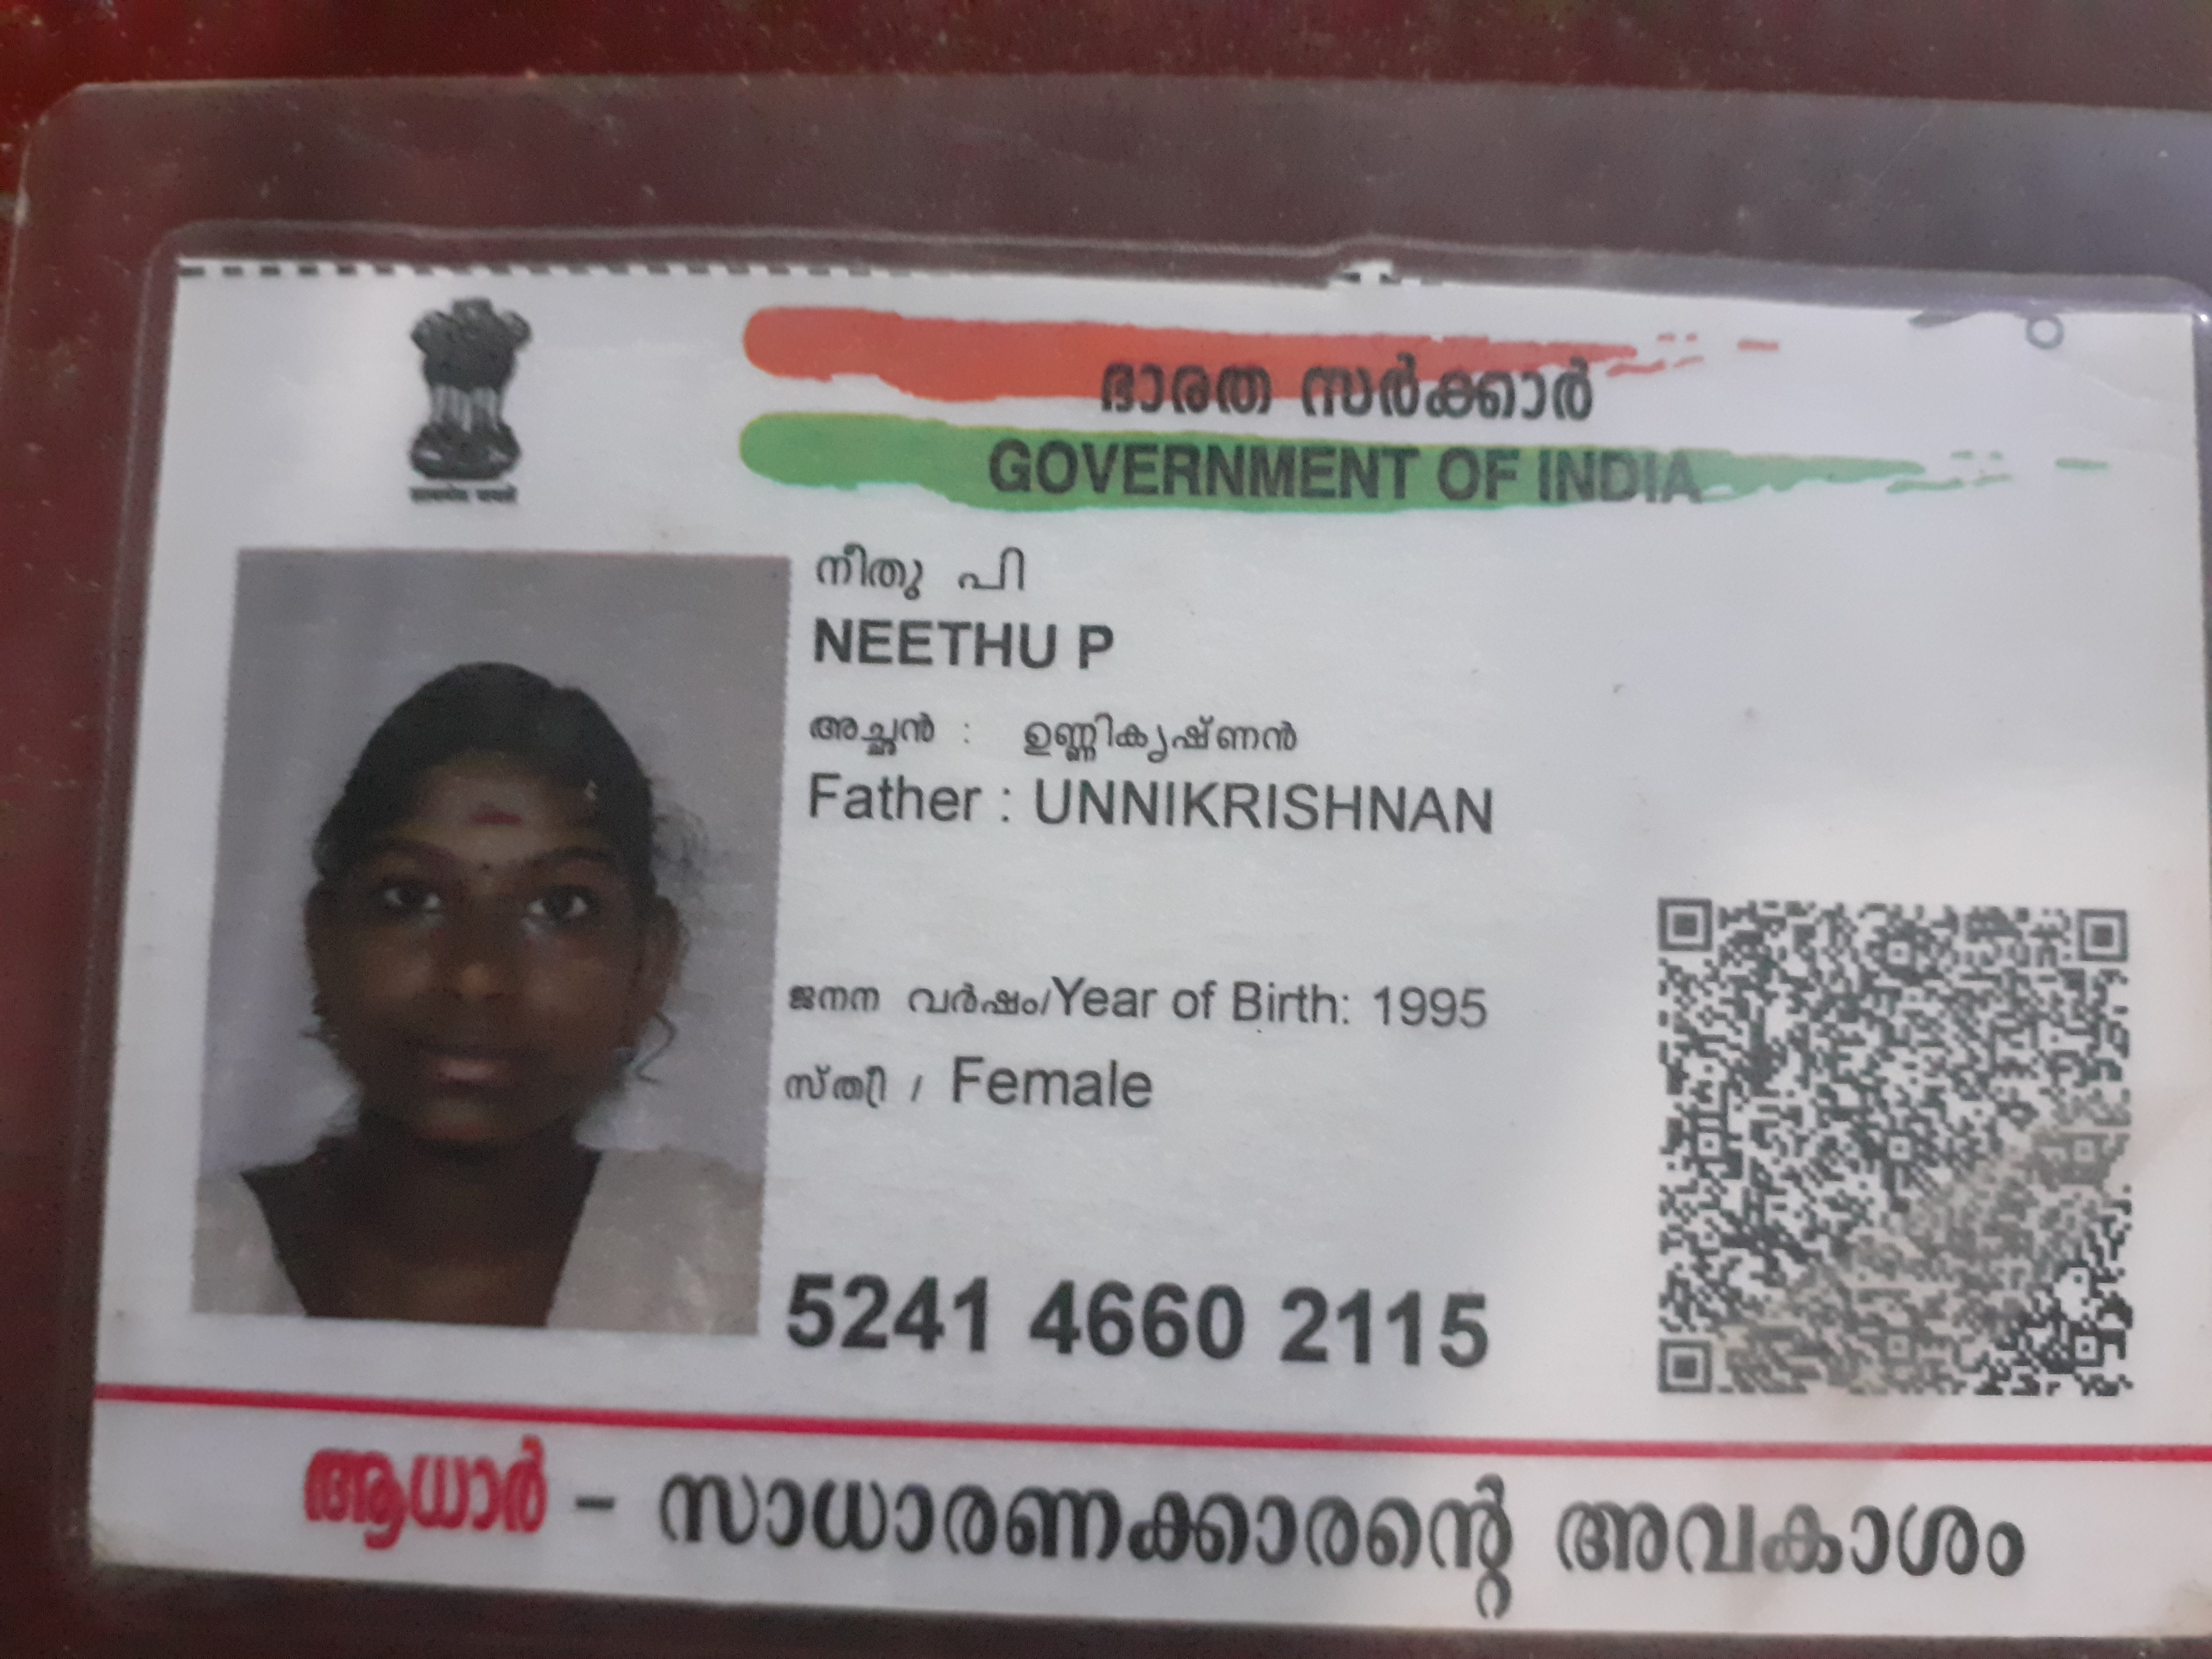 ഭാരത സർക്കാർ
GOVERNMENT OF INDIA
നീതു പി
NEETHU P
അച്ഛൻ : ഉണ്ണികൃഷ്ണൻ
Father : UNNIKRISHNAN
ജനന വർഷം/Year of Birth: 1995
സ്ത്രീ / Female
5241 4660 2115
ആധാർ - സാധാരണക്കാരന്റെ അവകാശം